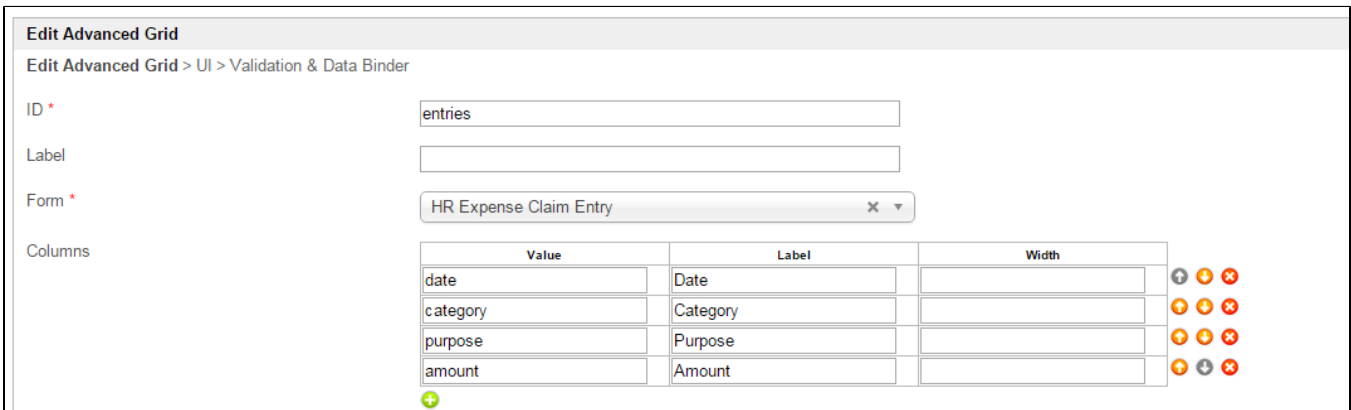 Edit Advanced Grid
Edit Advanced Grid > UI > Validation & Data Binder
ID *
entries
Label
Form *
HR Expense Claim Entry
Columns
Value Label Width
date Date
category Category
purpose Purpose
amount Amount